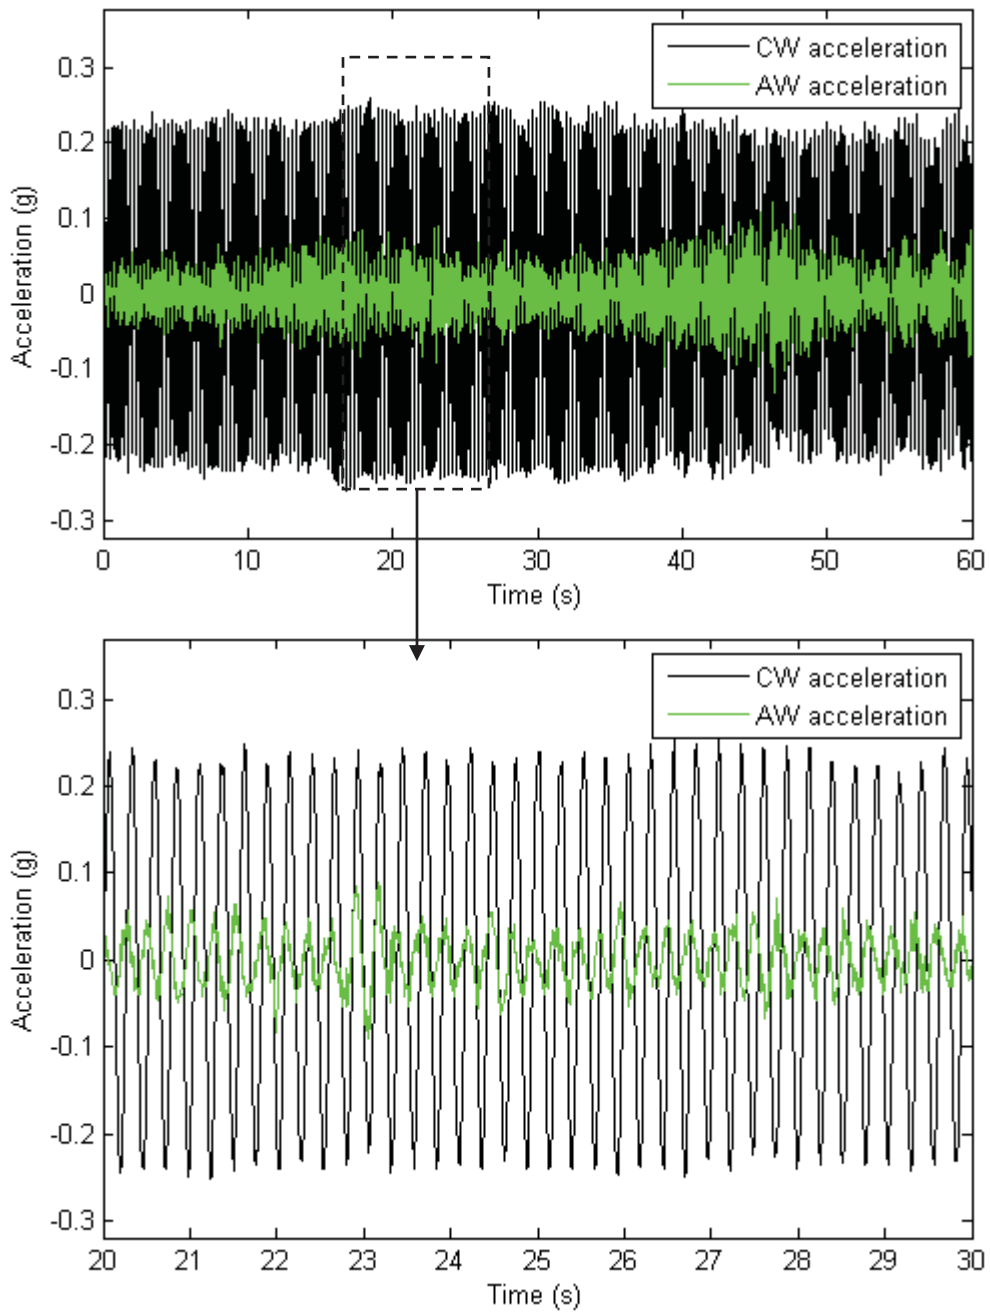 CW acceleration
AW acceleration
0.3
0.2
0.1
0
-0.1
-0.2
-0.3
Acceleration (g)
0 10 20 30 40 50 60
Time (s)
CW acceleration
AW acceleration
0.3
0.2
0.1
0
-0.1
-0.2
-0.3
Acceleration (g)
20 21 22 23 24 25 26 27 28 29 30
Time (s)